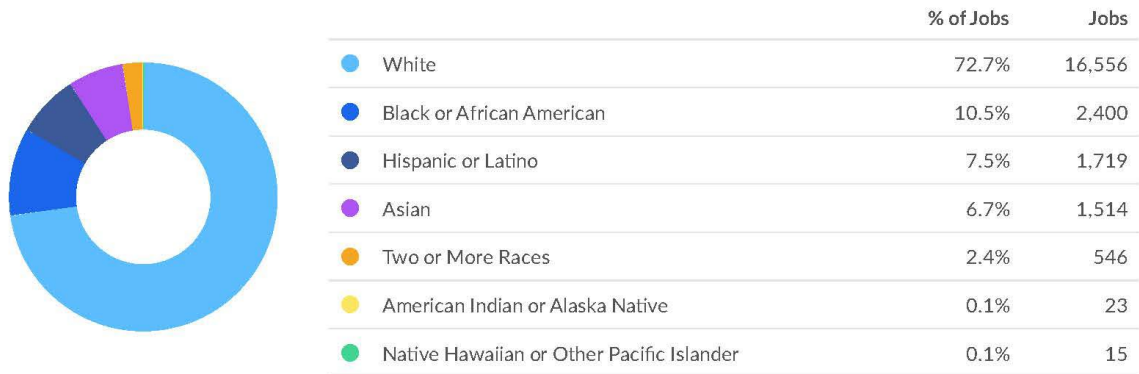 % of Jobs Jobs
White 72.7% 16,556
Black or African American 10.5% 2,400
Hispanic or Latino 7.5% 1,719
Asian 6.7% 1,514
Two or More Races 2.4% 546
American Indian or Alaska Native 0.1% 23
Native Hawaiian or Other Pacific Islander 0.1% 15